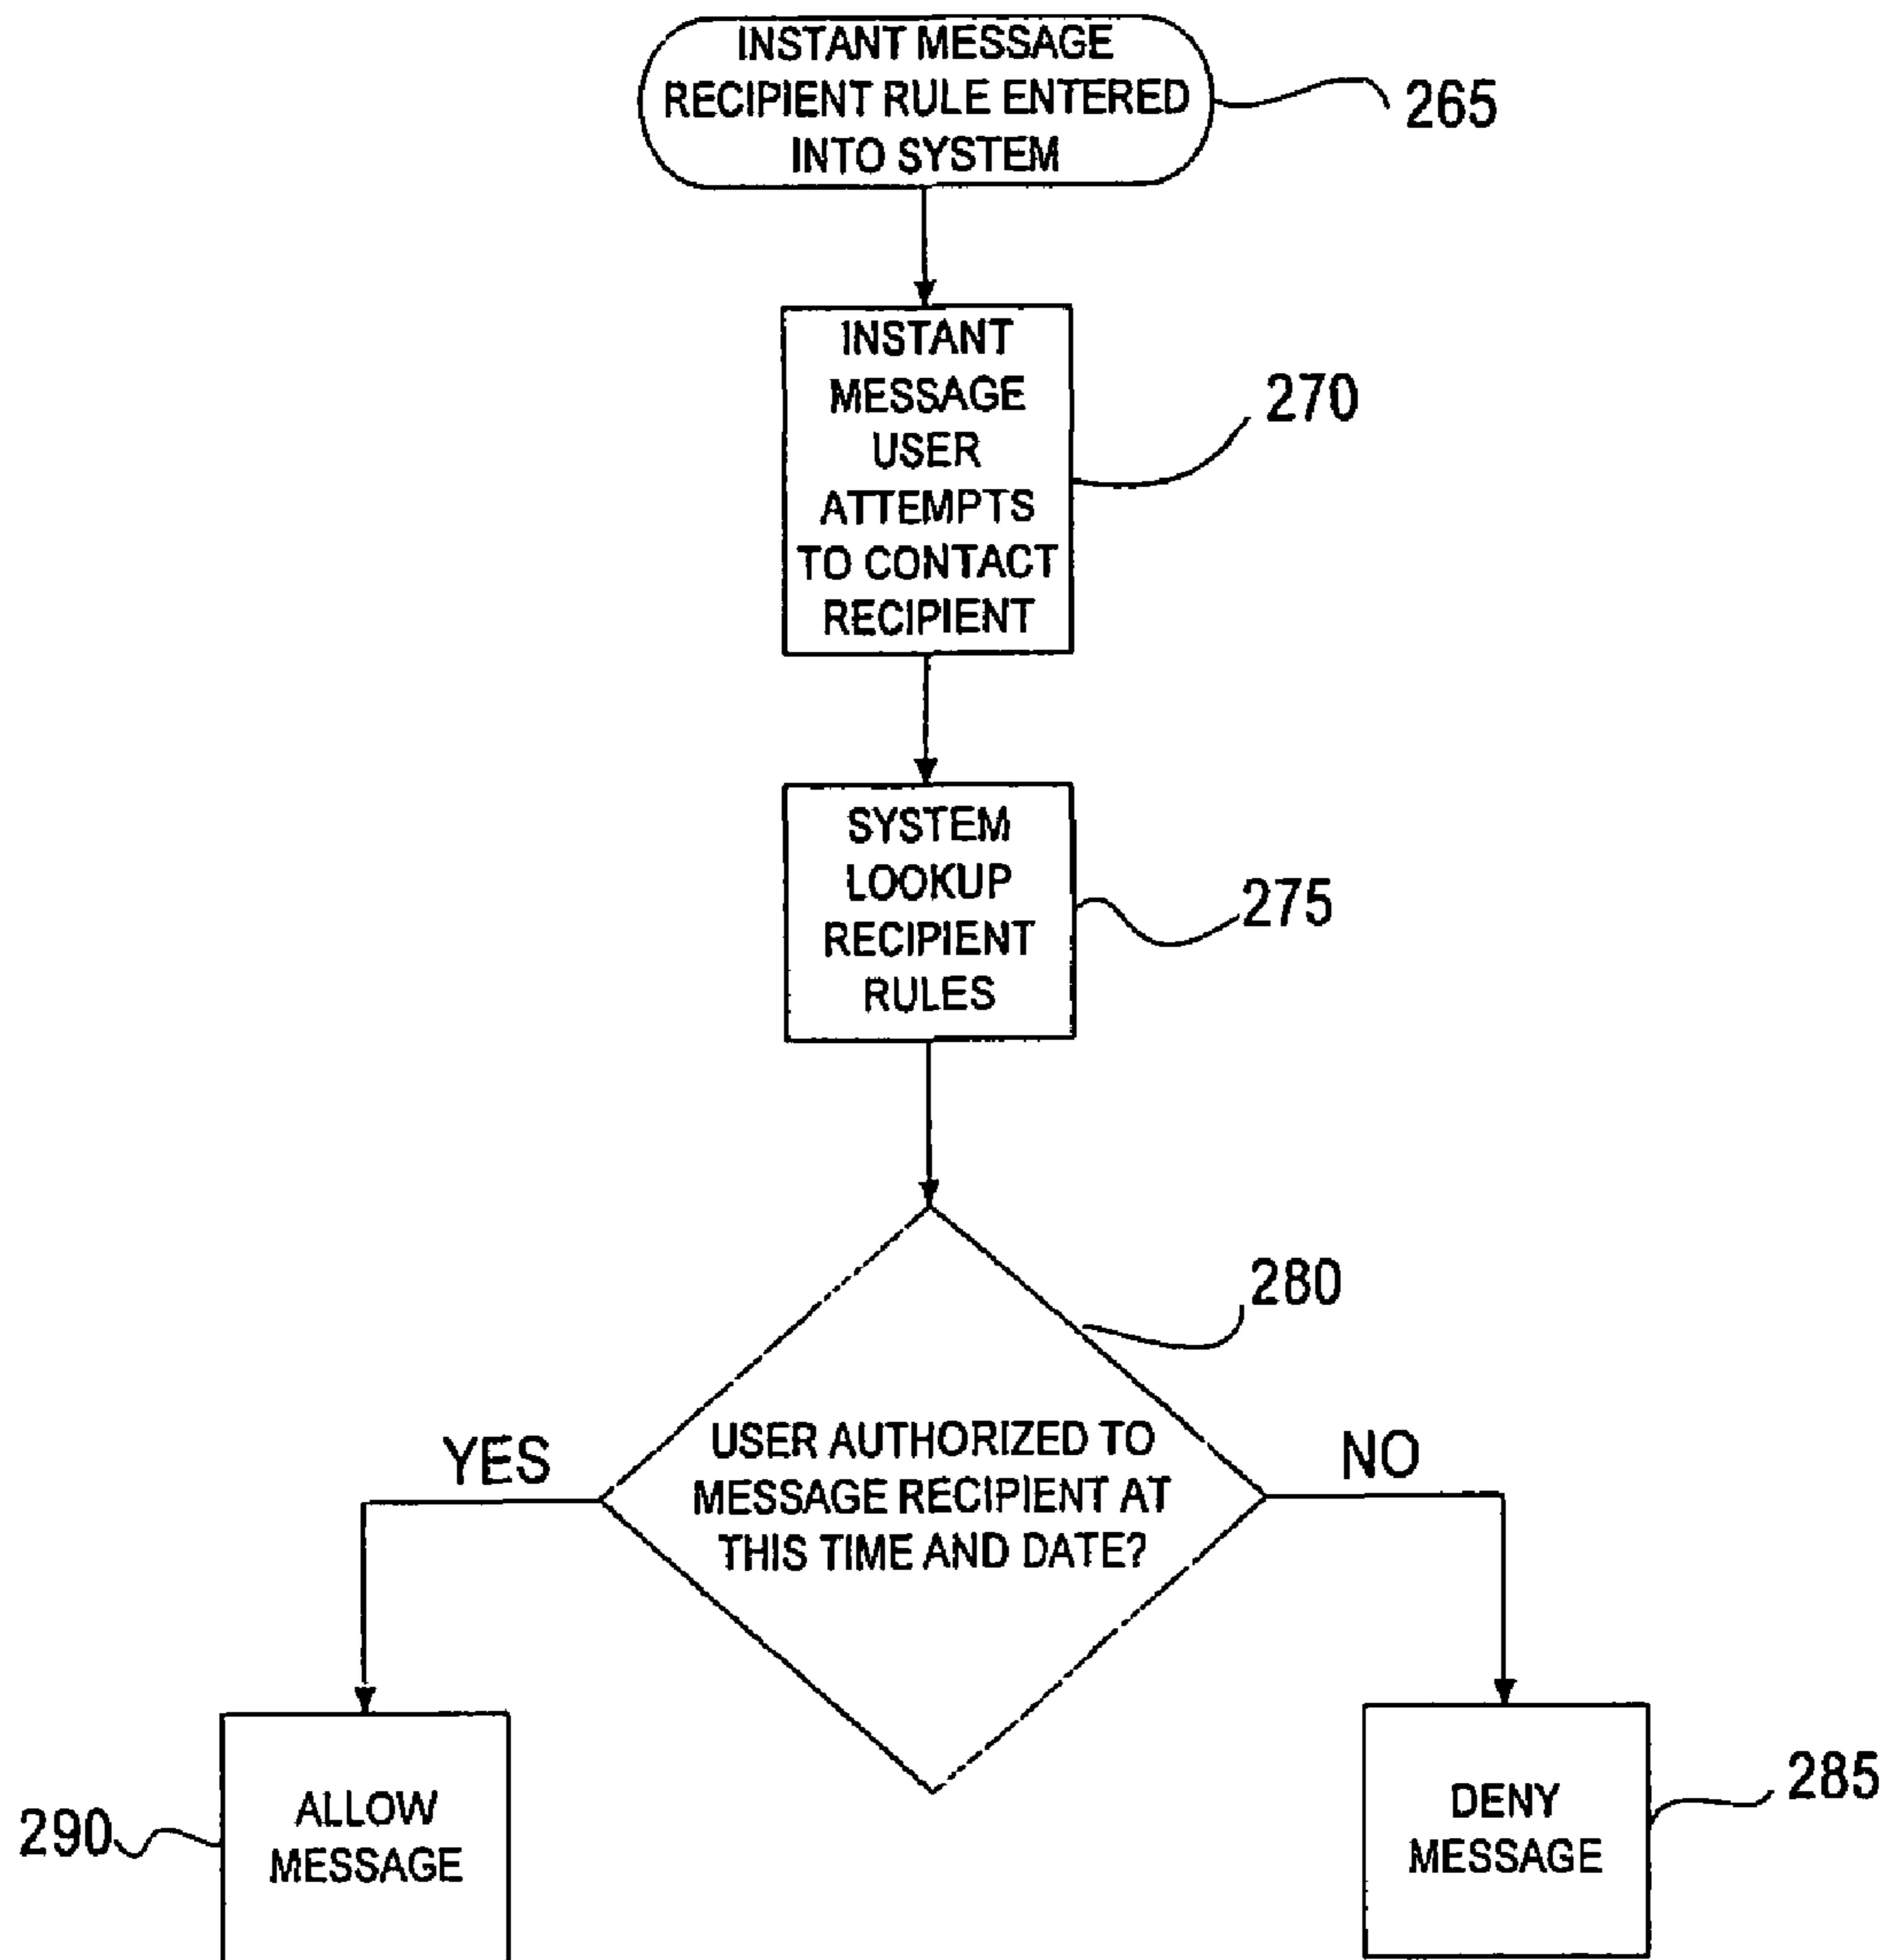 INSTANT MESSAGE
RECIPIENT RULE ENTERED
INTO SYSTEM
265
INSTANT
MESSAGE
USER
ATTEMPTS
TO CONTACT
RECIPIENT
270
SYSTEM
LOOKUP
RECIPIENT
RULES
275
280
USER AUTHORIZED TO
MESSAGE RECIPIENT AT
THIS TIME AND DATE?
YES
NO
ALLOW
MESSAGE
290
DENY
MESSAGE
285